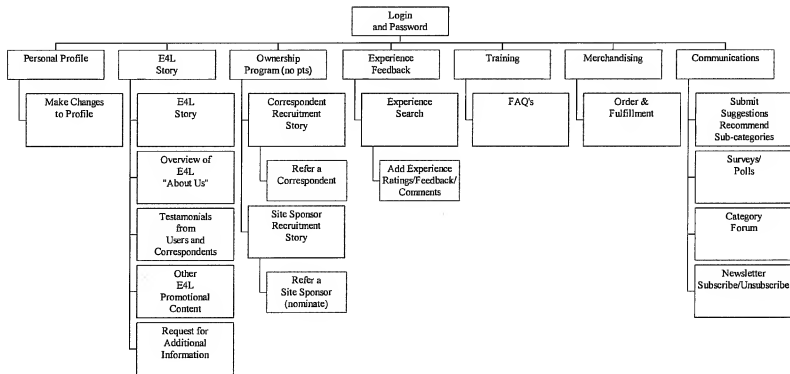 Login
and Password
Personal Profile
E4L
Story
Ownership
Program (no pts)
Experience
Feedback
Training
Merchandising
Communications
Make Changes
to Profile
E4L
Story
Overview of
E4L
"About Us"
Testamonials
from
Users and
Correspondents
Other
E4L
Promotional
Content
Request for
Additional
Information
Correspondent
Recruitment
Story
Refer a
Correspondent
Site Sponsor
Recruitment
Story
Refer a
Site Sponsor
(nominate)
Experience
Search
Add Experience
Ratings/Feedback/
Comments
FAQ's
Order &
Fulfillment
Submit
Suggestions
Recommend
Sub-categories
Surveys/
Polls
Category
Forum
Newsletter
Subscribe/Unsubscribe